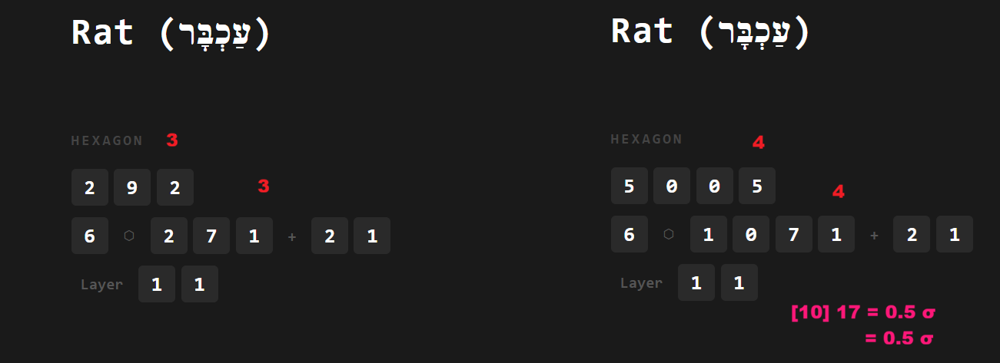 Rat (עַכְבָּר)
HEXAGON 3
2 9 2 3
6 ⬡ 2 7 1 + 2 1
Layer 1 1
Rat (עַכְבָּר)
HEXAGON 4
5 0 0 5 4
6 ⬡ 1 0 7 1 + 2 1
Layer 1 1
[10] 17 = 0.5 σ
= 0.5 σ